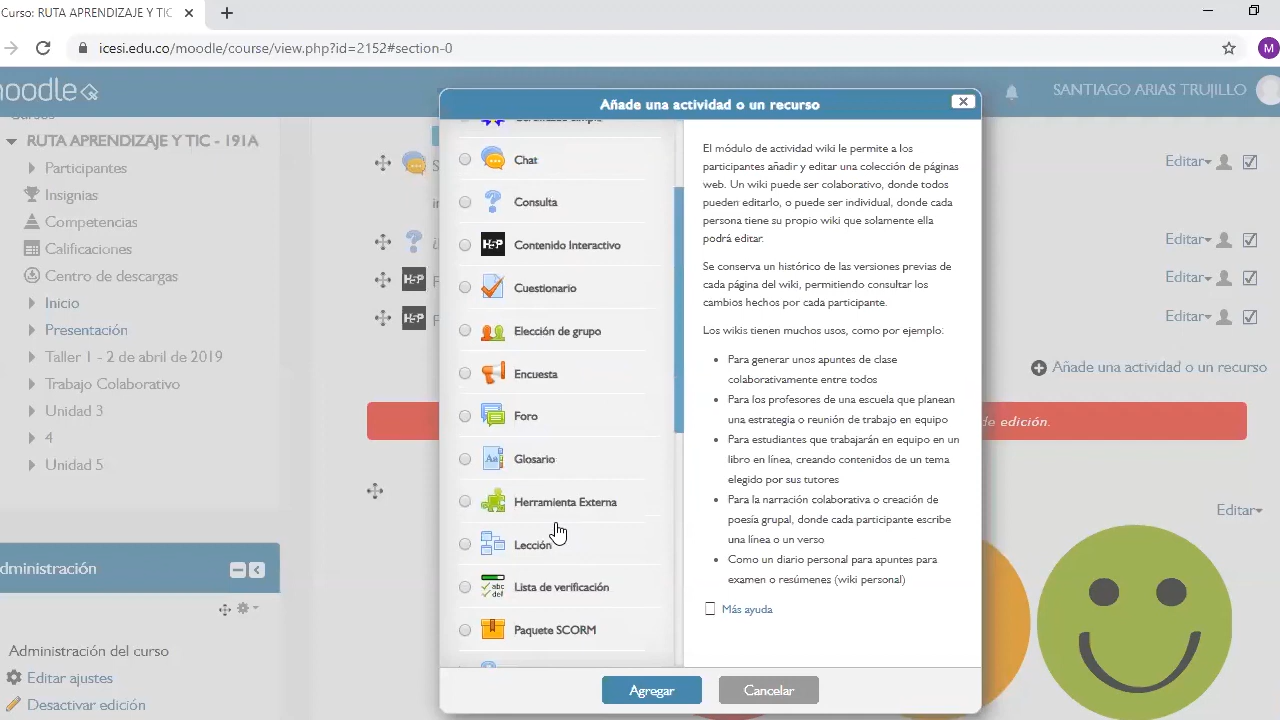 Curso: RUTA APRENDIZAJE Y TIC
icesi.edu.co/moodle/course/view.php?id=2152#section-0
M
moodle
SANTIAGO ARIAS TRUJILLO
RUTA APRENDIZAJE Y TIC - 191A
Participantes
Insignias
Competencias
Calificaciones
Centro de descargas
Inicio
Presentación
Taller 1 - 2 de abril de 2019
Trabajo Colaborativo
Unidad 3
4
Unidad 5
Administración del curso
Editar ajustes
Desactivar edición
Añade una actividad o un recurso
Chat
Consulta
H5P Contenido Interactivo
Cuestionario
Elección de grupo
Encuesta
Foro
Aa Glosario
Herramienta Externa
Lección
abc
def
Lista de verificación
Paquete SCORM
El módulo de actividad wiki le permite a los
participantes añadir y editar una colección de páginas
web. Un wiki puede ser colaborativo, donde todos
pueden editarlo, o puede ser individual, donde cada
persona tiene su propio wiki que solamente ella
podrá editar.
Se conserva un histórico de las versiones previas de
cada página del wiki, permitiendo consultar los
cambios hechos por cada participante.
Los wikis tienen muchos usos, como por ejemplo:
Para generar unos apuntes de clase
colaborativamente entre todos
Para los profesores de una escuela que planean
una estrategia o reunión de trabajo en equipo
Para estudiantes que trabajarán en equipo en un
libro en línea, creando contenidos de un tema
elegido por sus tutores
Para la narración colaborativa o creación de
poesía grupal, donde cada participante escribe
una línea o un verso
Como un diario personal para apuntes para
examen o resúmenes (wiki personal)
Más ayuda
Agregar
Cancelar
Editar
Editar
H5P
Editar
H5P
Editar
Añade una actividad o un recurso
de edición.
Editar